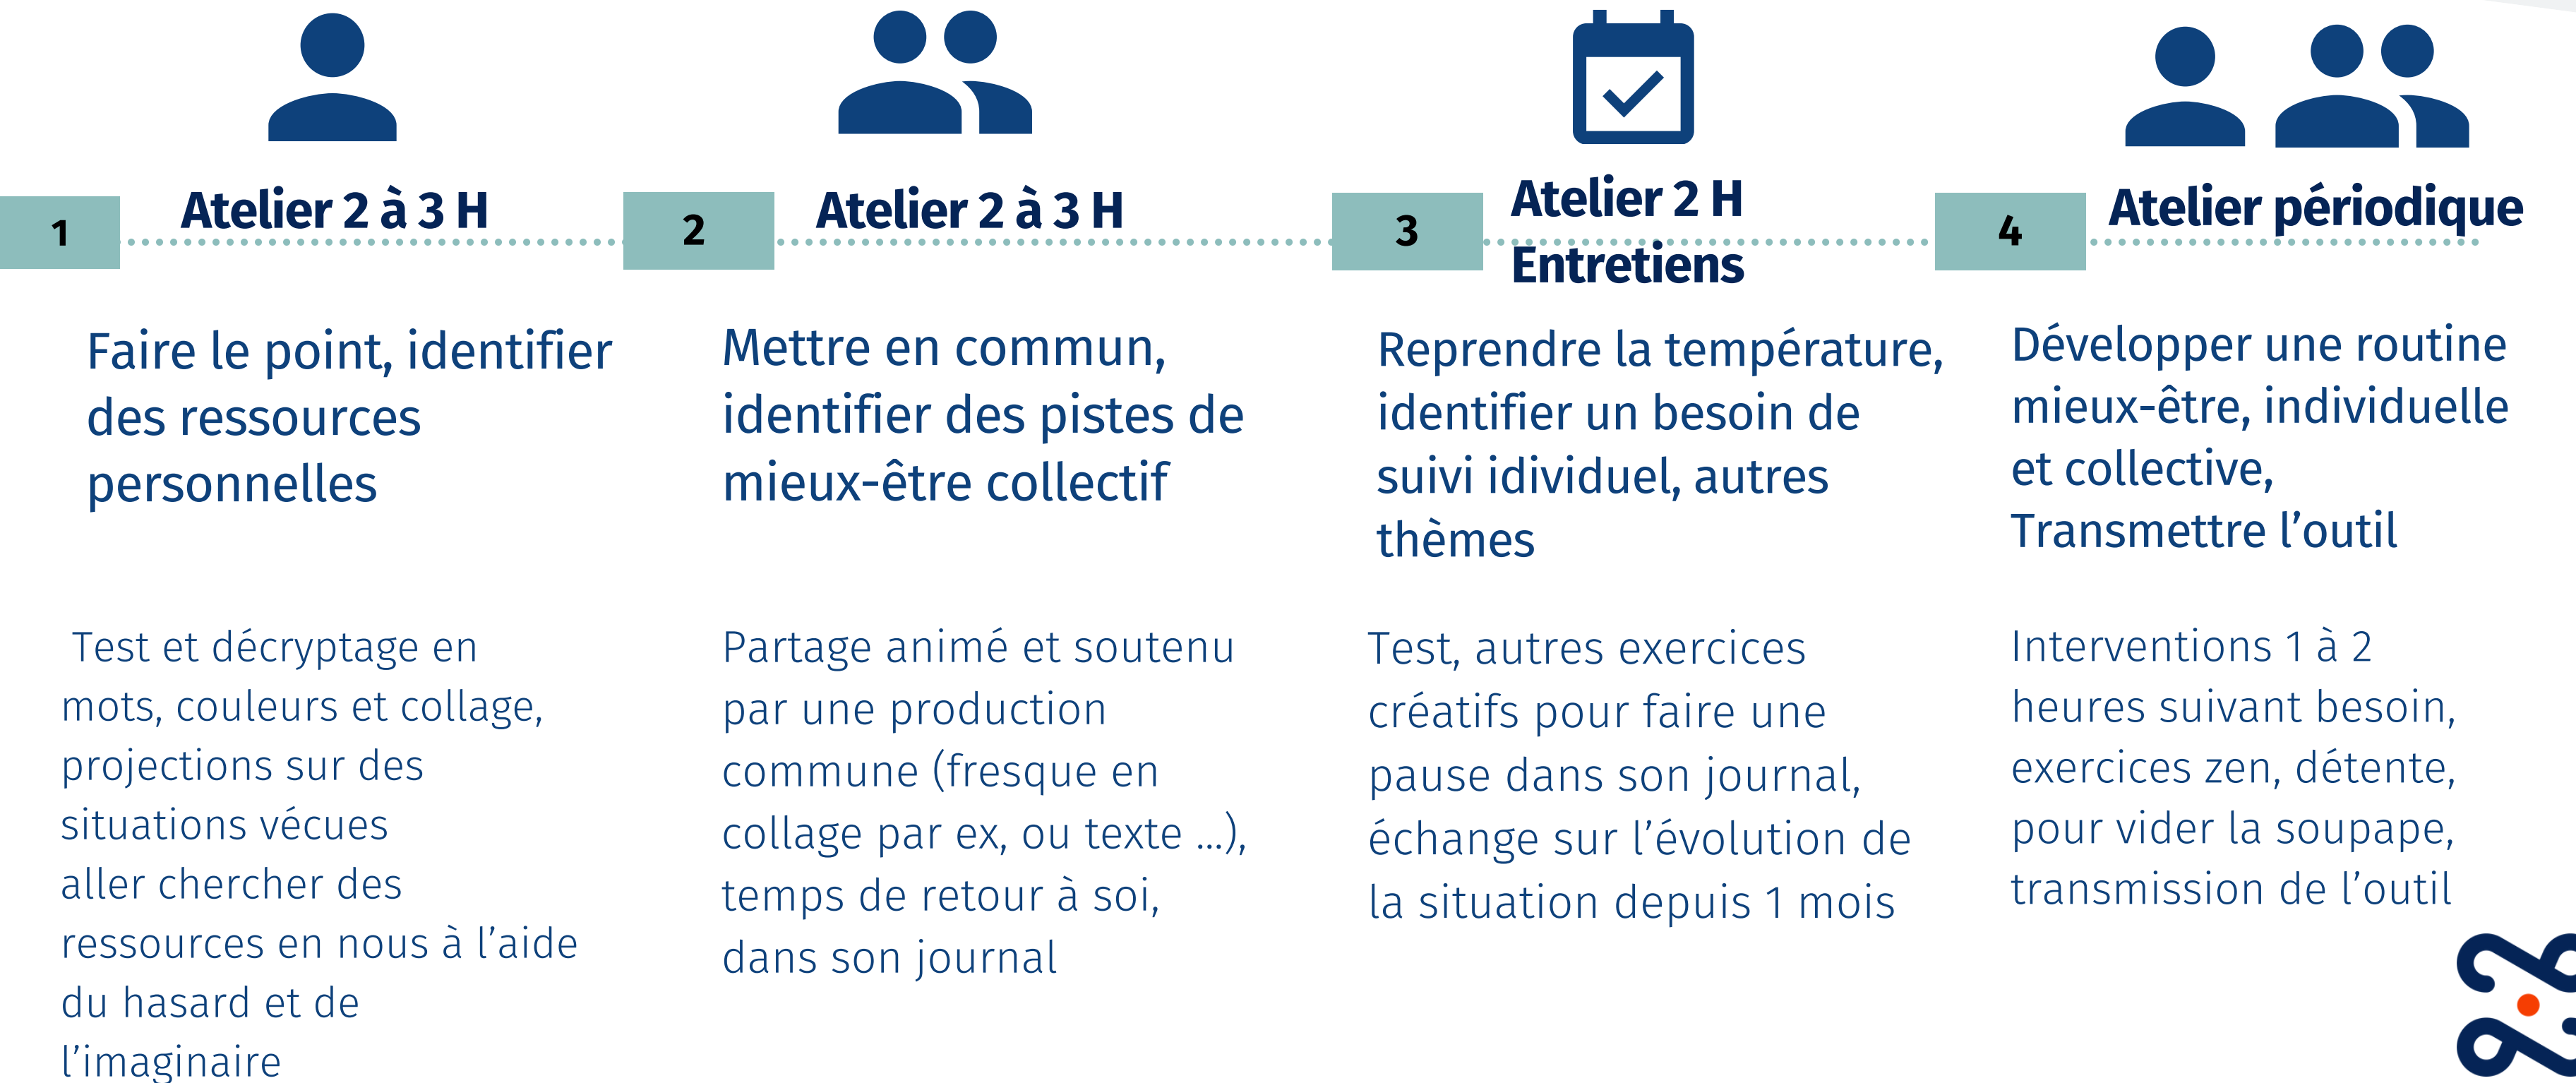 1
Atelier 2 à 3 H
Faire le point, identifier
des ressources
personnelles
Test et décryptage en
mots, couleurs et collage,
projections sur des
situations vécues
aller chercher des
ressources en nous à l’aide
du hasard et de
l’imaginaire
2
Atelier 2 à 3 H
Mettre en commun,
identifier des pistes de
mieux-être collectif
Partage animé et soutenu
par une production
commune (fresque en
collage par ex, ou texte ...),
temps de retour à soi,
dans son journal
3
Atelier 2 H
Entretiens
Reprendre la température,
identifier un besoin de
suivi idividuel, autres
thèmes
Test, autres exercices
créatifs pour faire une
pause dans son journal,
échange sur l’évolution de
la situation depuis 1 mois
4
Atelier périodique
Développer une routine
mieux-être, individuelle
et collective,
Transmettre l’outil
Interventions 1 à 2
heures suivant besoin,
exercices zen, détente,
pour vider la soupape,
transmission de l’outil